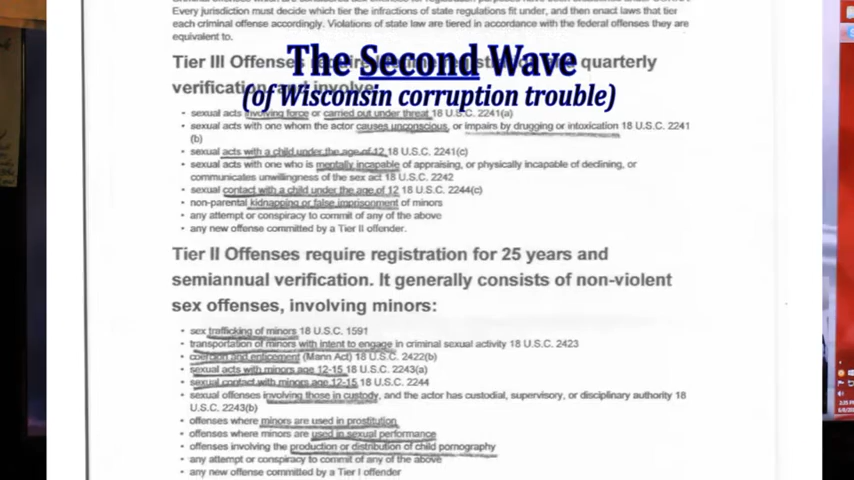 Every jurisdiction must decide which tier the infractions of state regulations fit under, and then enact laws that tier
each criminal offense accordingly. Violations of state law are tiered in accordance with the federal offenses they are
equivalent to.
The Second Wave
(of Wisconsin corruption trouble)
Tier III Offenses quarterly
verification and involve:
• sexual acts involving force or carried out under threat 18 U.S.C. 2241(a)
• sexual acts with one whom the actor causes unconscious, or impairs by drugging or intoxication 18 U.S.C. 2241
(b)
• sexual acts with a child under the age of 12 18 U.S.C. 2241(c)
• sexual acts with one who is mentally incapable of appraising, or physically incapable of declining, or
communicates unwillingness of the sex act 18 U.S.C. 2242
• sexual contact with a child under the age of 12 18 U.S.C. 2244(c)
• non-parental kidnapping or false imprisonment of minors
• any attempt or conspiracy to commit of any of the above
• any new offense committed by a Tier II offender.
Tier II Offenses require registration for 25 years and
semiannual verification. It generally consists of non-violent
sex offenses, involving minors:
• sex trafficking of minors 18 U.S.C. 1591
• transportation of minors with intent to engage in criminal sexual activity 18 U.S.C. 2423
• coercion and enticement (Mann Act) 18 U.S.C. 2422(b)
• sexual acts with minors age 12-15 18 U.S.C. 2243(a)
• sexual contact with minors age 12-15 18 U.S.C. 2244
• sexual offenses involving those in custody, and the actor has custodial, supervisory, or disciplinary authority 18
U.S.C. 2243(b)
• offenses where minors are used in prostitution
• offenses where minors are used in sexual performance
• offenses involving the production or distribution of child pornography
• any attempt or conspiracy to commit of any of the above
• any new offense committed by a Tier I offender